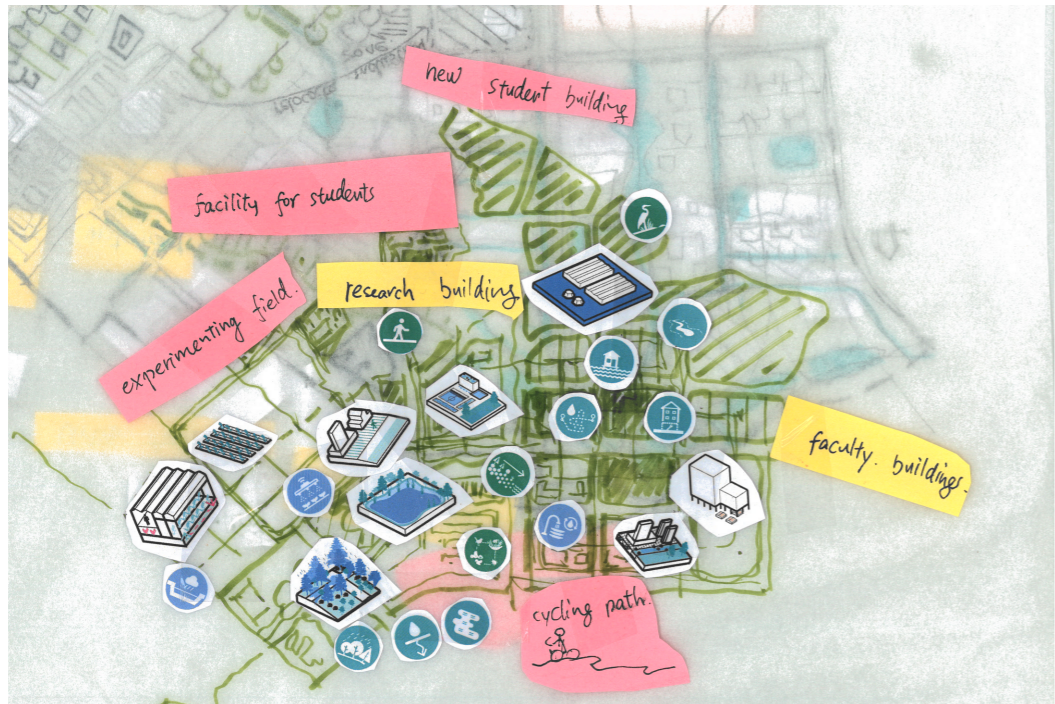 new student building
facility for students
research building
experimenting field.
faculty. buildings.
cycling path.